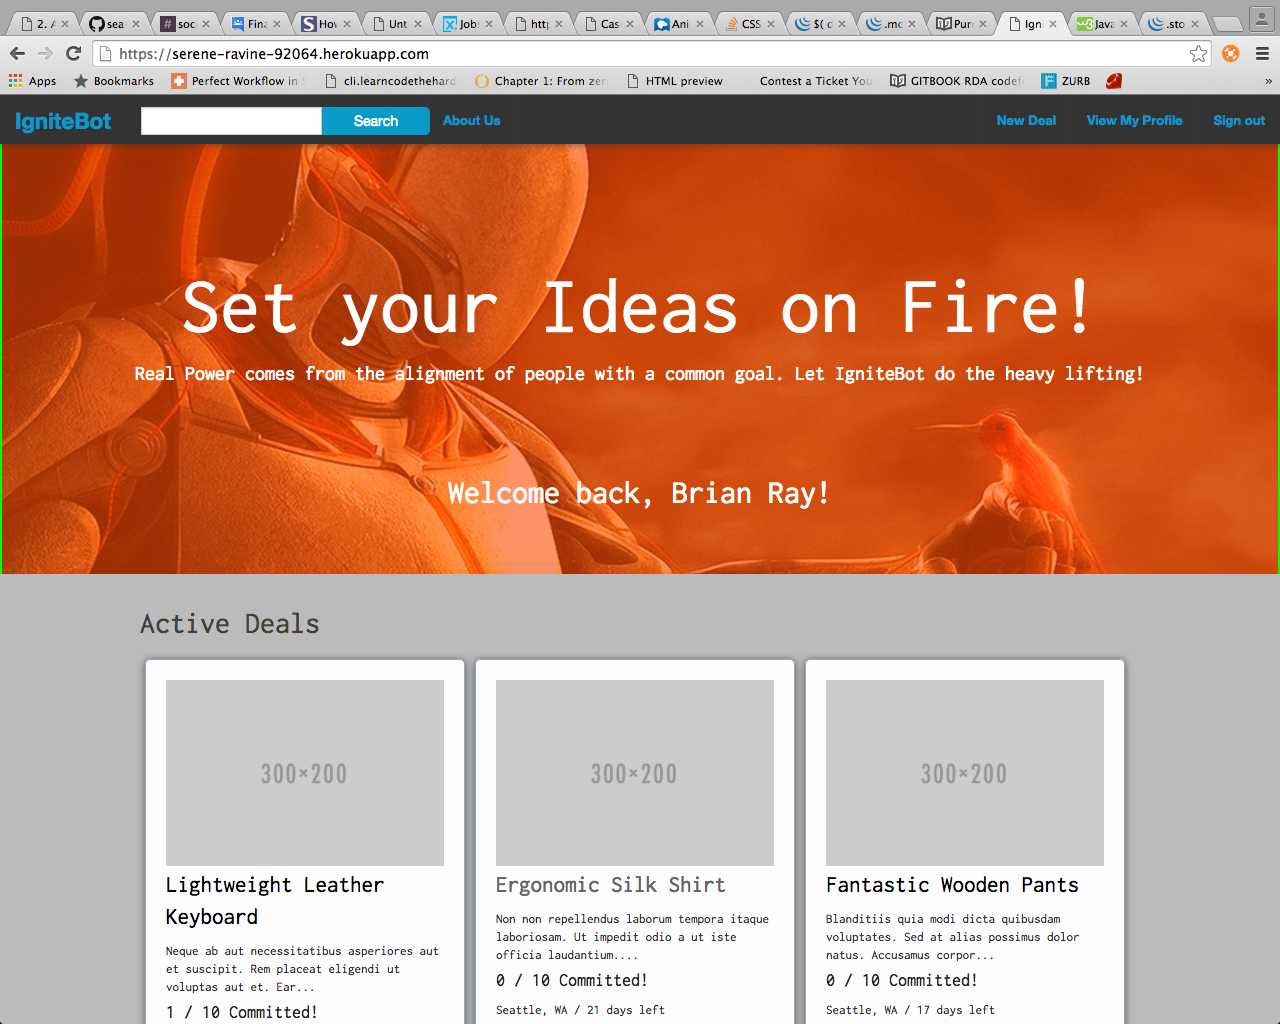 2. A
sea
soc
Fina
Hov
Unt
Jobs
http
Cas
Ani
CSS
$( d
.mo
Purc
Igni
Java
.sto
https://serene-ravine-92064.herokuapp.com
Apps
Bookmarks
Perfect Workflow in S
cli.learncodethehard
Chapter 1: From zer
HTML preview
Contest a Ticket You
GITBOOK RDA codef
ZURB
»
IgniteBot
Search
About Us
New Deal
View My Profile
Sign out
Set your Ideas on Fire!
Real Power comes from the alignment of people with a common goal. Let IgniteBot do the heavy lifting!
Welcome back, Brian Ray!
Active Deals
300×200
Lightweight Leather
Keyboard
Neque ab aut necessitatibus asperiores aut
et suscipit. Rem placeat eligendi ut
voluptas aut et. Ear...
1 / 10 Committed!
300×200
Ergonomic Silk Shirt
Non non repellendus laborum tempora itaque
laboriosam. Ut impedit odio a ut iste
officia laudantium....
0 / 10 Committed!
Seattle, WA / 21 days left
300×200
Fantastic Wooden Pants
Blanditiis quia modi dicta quibusdam
voluptates. Sed at alias possimus dolor
natus. Accusamus corpor...
0 / 10 Committed!
Seattle, WA / 17 days left